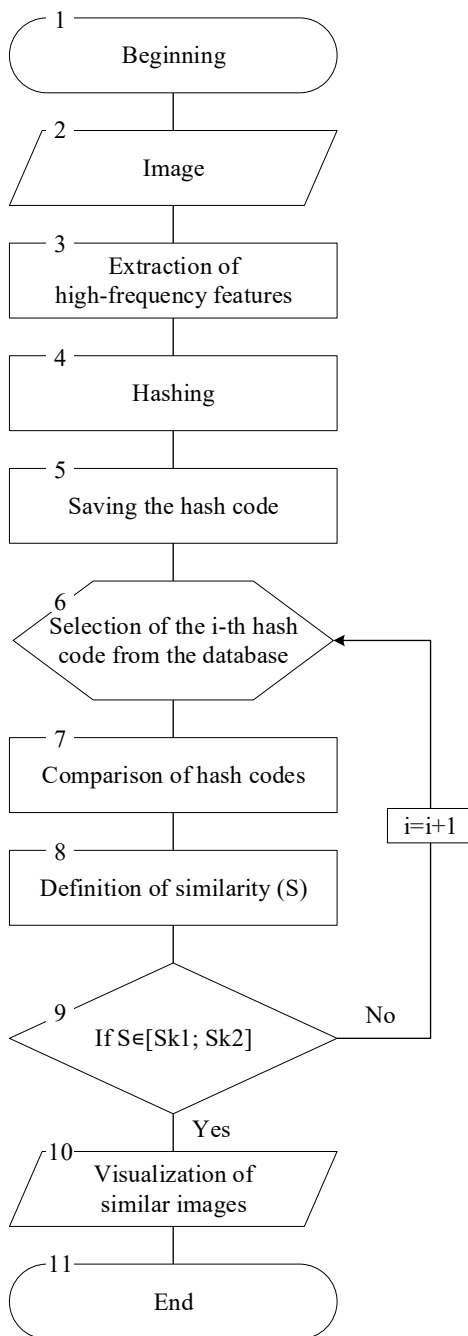 1
Beginning
2
Image
3
Extraction of
high-frequency features
4
Hashing
5
Saving the hash code
6
Selection of the i-th hash
code from the database
7
Comparison of hash codes
i=i+1
8
Definition of similarity (S)
9
If S∈[Sk1; Sk2]
No
Yes
10
Visualization of
similar images
11
End